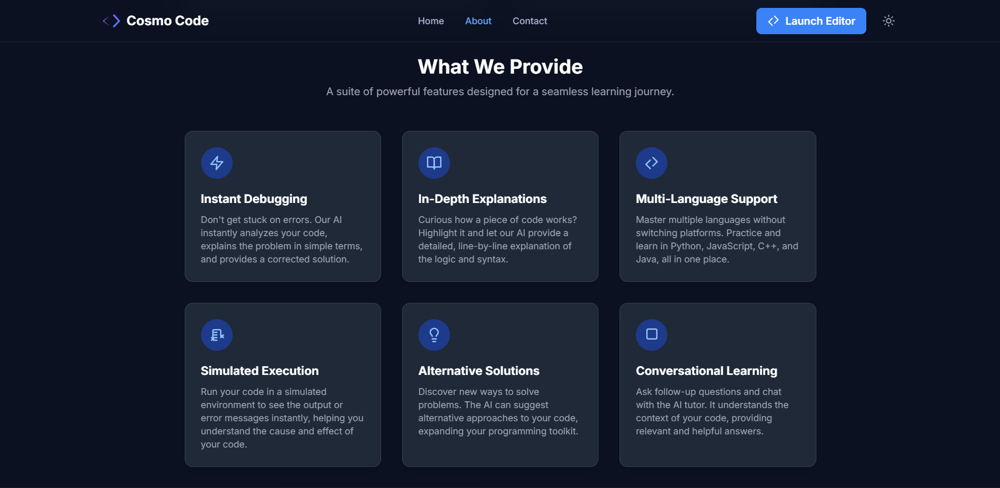 Cosmo Code
Home
About
Contact
Launch Editor
What We Provide
A suite of powerful features designed for a seamless learning journey.
Instant Debugging
Don't get stuck on errors. Our AI
instantly analyzes your code,
explains the problem in simple terms,
and provides a corrected solution.
In-Depth Explanations
Curious how a piece of code works?
Highlight it and let our AI provide a
detailed, line-by-line explanation of
the logic and syntax.
Multi-Language Support
Master multiple languages without
switching platforms. Practice and
learn in Python, JavaScript, C++, and
Java, all in one place.
Simulated Execution
Run your code in a simulated
environment to see the output or
error messages instantly, helping you
understand the cause and effect of
your code.
Alternative Solutions
Discover new ways to solve
problems. The AI can suggest
alternative approaches to your code,
expanding your programming toolkit.
Conversational Learning
Ask follow-up questions and chat
with the AI tutor. It understands the
context of your code, providing
relevant and helpful answers.